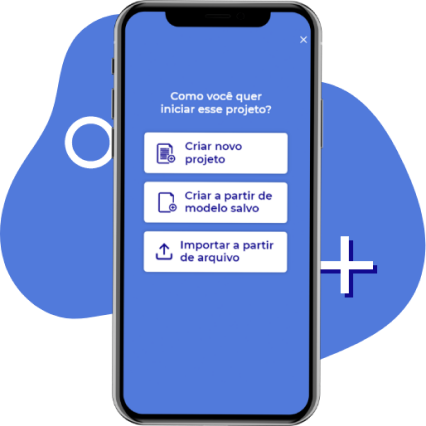 Como você quer
iniciar esse projeto?
Criar novo
projeto
Criar a partir de
modelo salvo
Importar a partir
de arquivo